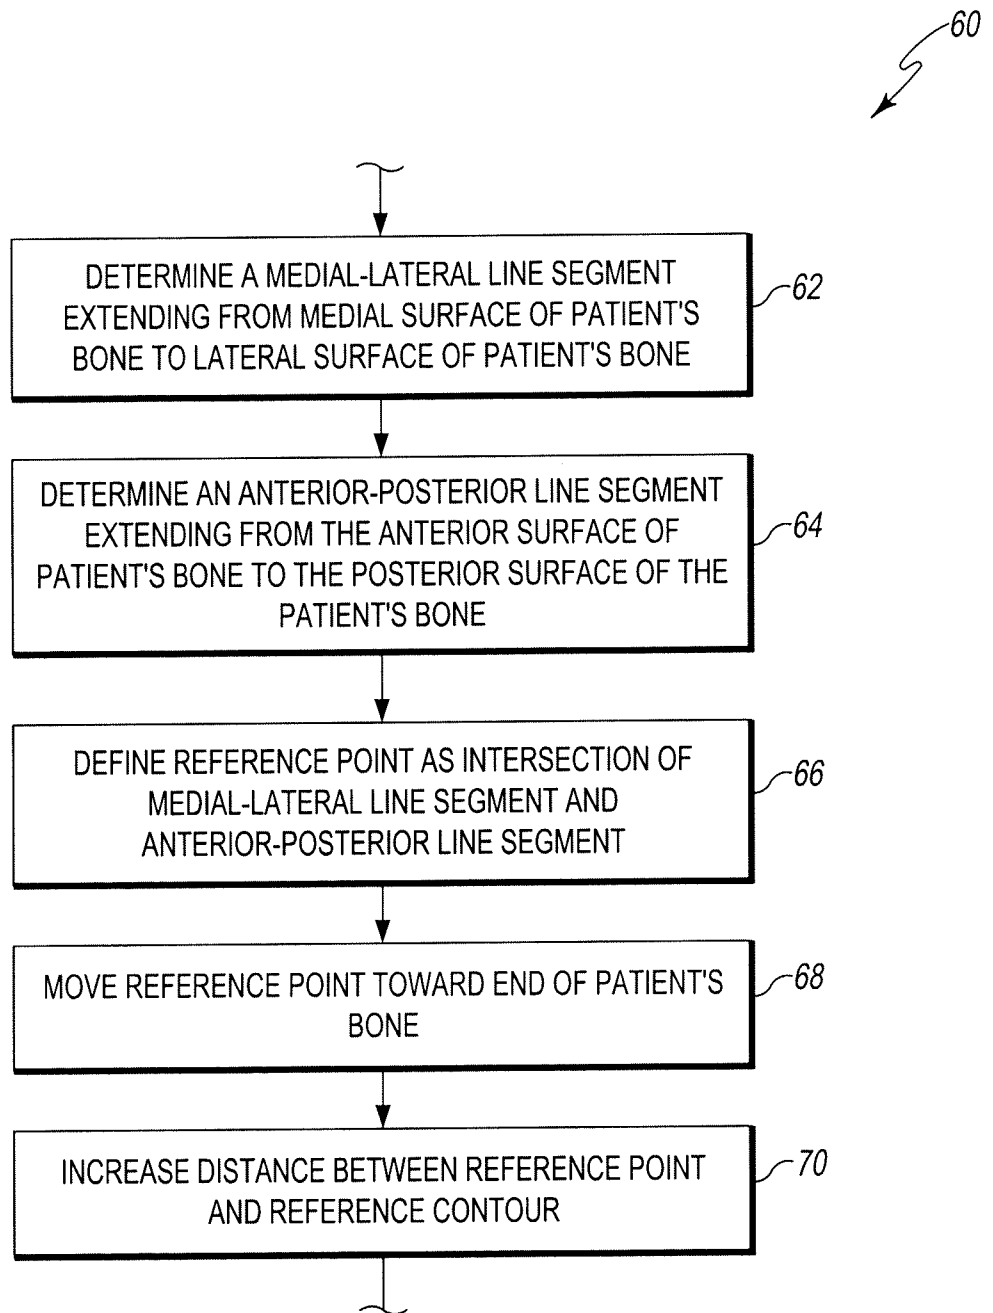 60
DETERMINE A MEDIAL-LATERAL LINE SEGMENT
EXTENDING FROM MEDIAL SURFACE OF PATIENT'S
BONE TO LATERAL SURFACE OF PATIENT'S BONE
62
DETERMINE AN ANTERIOR-POSTERIOR LINE SEGMENT
EXTENDING FROM THE ANTERIOR SURFACE OF
PATIENT'S BONE TO THE POSTERIOR SURFACE OF THE
PATIENT'S BONE
64
DEFINE REFERENCE POINT AS INTERSECTION OF
MEDIAL-LATERAL LINE SEGMENT AND
ANTERIOR-POSTERIOR LINE SEGMENT
66
MOVE REFERENCE POINT TOWARD END OF PATIENT'S
BONE
68
INCREASE DISTANCE BETWEEN REFERENCE POINT
AND REFERENCE CONTOUR
70